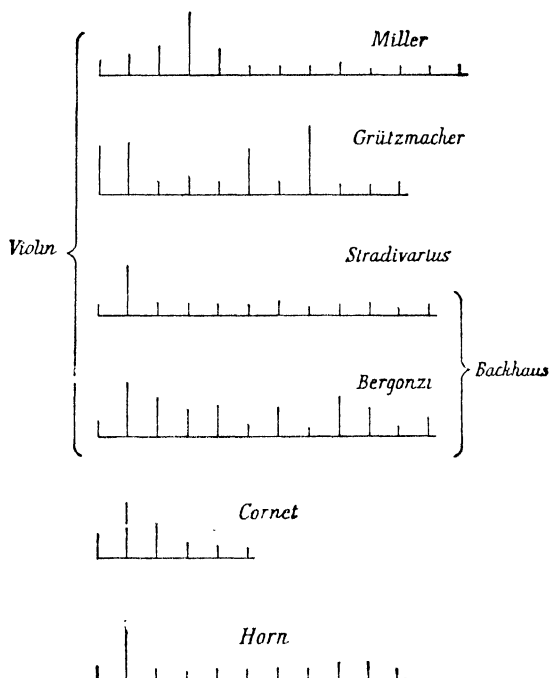 Miller
Grützmacher
Violin
Stradivarius
Bergonzi
Backhaus
Cornet
Horn